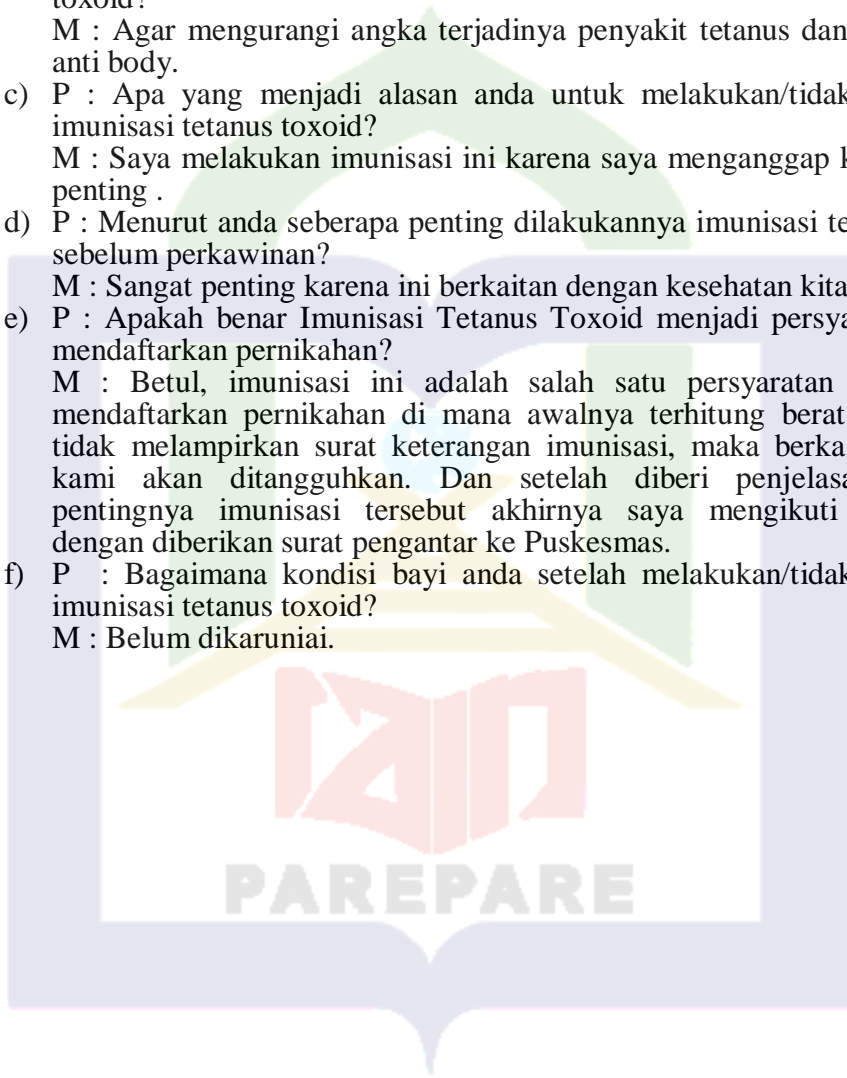 toxoid?
M : Agar mengurangi angka terjadinya penyakit tetanus dan
anti body.
c) P : Apa yang menjadi alasan anda untuk melakukan/tidak
imunisasi tetanus toxoid?
M : Saya melakukan imunisasi ini karena saya menganggap
penting .
d) P : Menurut anda seberapa penting dilakukannya imunisasi
sebelum perkawinan?
M : Sangat penting karena ini berkaitan dengan kesehatan kita
e) P : Apakah benar Imunisasi Tetanus Toxoid menjadi
mendaftarkan pernikahan?
M : Betul, imunisasi ini adalah salah satu persyaratan
mendaftarkan pernikahan di mana awalnya terhitung berat
tidak melampirkan surat keterangan imunisasi, maka
kami akan ditangguhkan. Dan setelah diberi
pentingnya imunisasi tersebut akhirnya saya mengikuti
dengan diberikan surat pengantar ke Puskesmas.
f) P : Bagaimana kondisi bayi anda setelah melakukan/tidak
imunisasi tetanus toxoid?
M : Belum dikaruniai.
PAREPARE